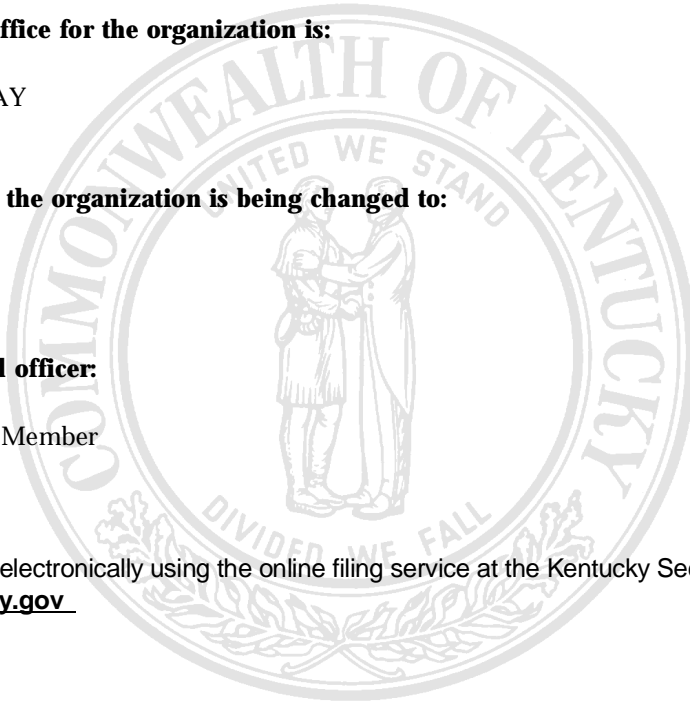 ffice for the organization is:
AY
the organization is being changed to:
l officer:
Member
electronically using the online filing service at the Kentucky Sec
y.gov
COMMONWEALTH OF KENTUCKY
UNITED WE STAND
DIVIDED WE FALL